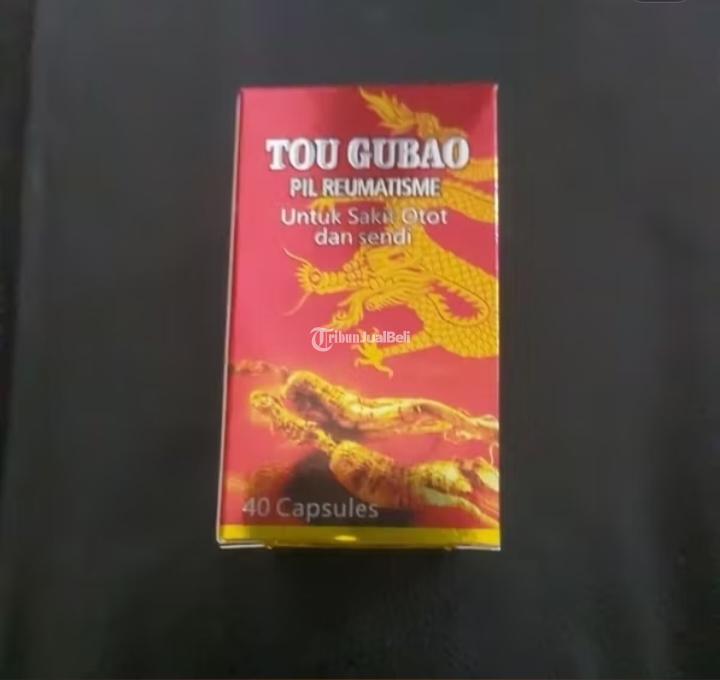 TOU GUBAO
PIL REUMATISME
Untuk Sakit Otot
dan sendi
TribunJualBeli
40 Capsules